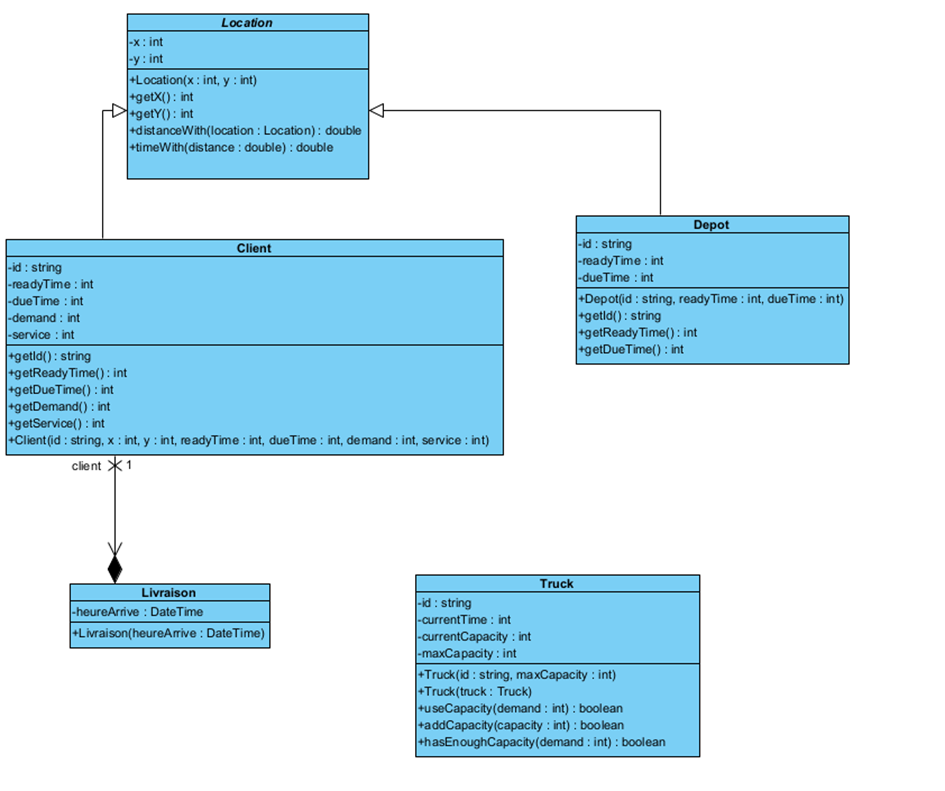 Location
-x : int
-y : int
+Location(x : int, y : int)
+getX() : int
+getY() : int
+distanceWith(location : Location) : double
+timeWith(distance : double) : double
Client
-id : string
-readyTime : int
-dueTime : int
-demand : int
-service : int
+getId() : string
+getReadyTime() : int
+getDueTime() : int
+getDemand() : int
+getService() : int
+Client(id : string, x : int, y : int, readyTime : int, dueTime : int, demand : int, service : int)
Depot
-id : string
-readyTime : int
-dueTime : int
+Depot(id : string, readyTime : int, dueTime : int)
+getId() : string
+getReadyTime() : int
+getDueTime() : int
client 1
Livraison
-heureArrive : DateTime
+Livraison(heureArrive : DateTime)
Truck
-id : string
-currentTime : int
-currentCapacity : int
-maxCapacity : int
+Truck(id : string, maxCapacity : int)
+Truck(truck : Truck)
+useCapacity(demand : int) : boolean
+addCapacity(capacity : int) : boolean
+hasEnoughCapacity(demand : int) : boolean